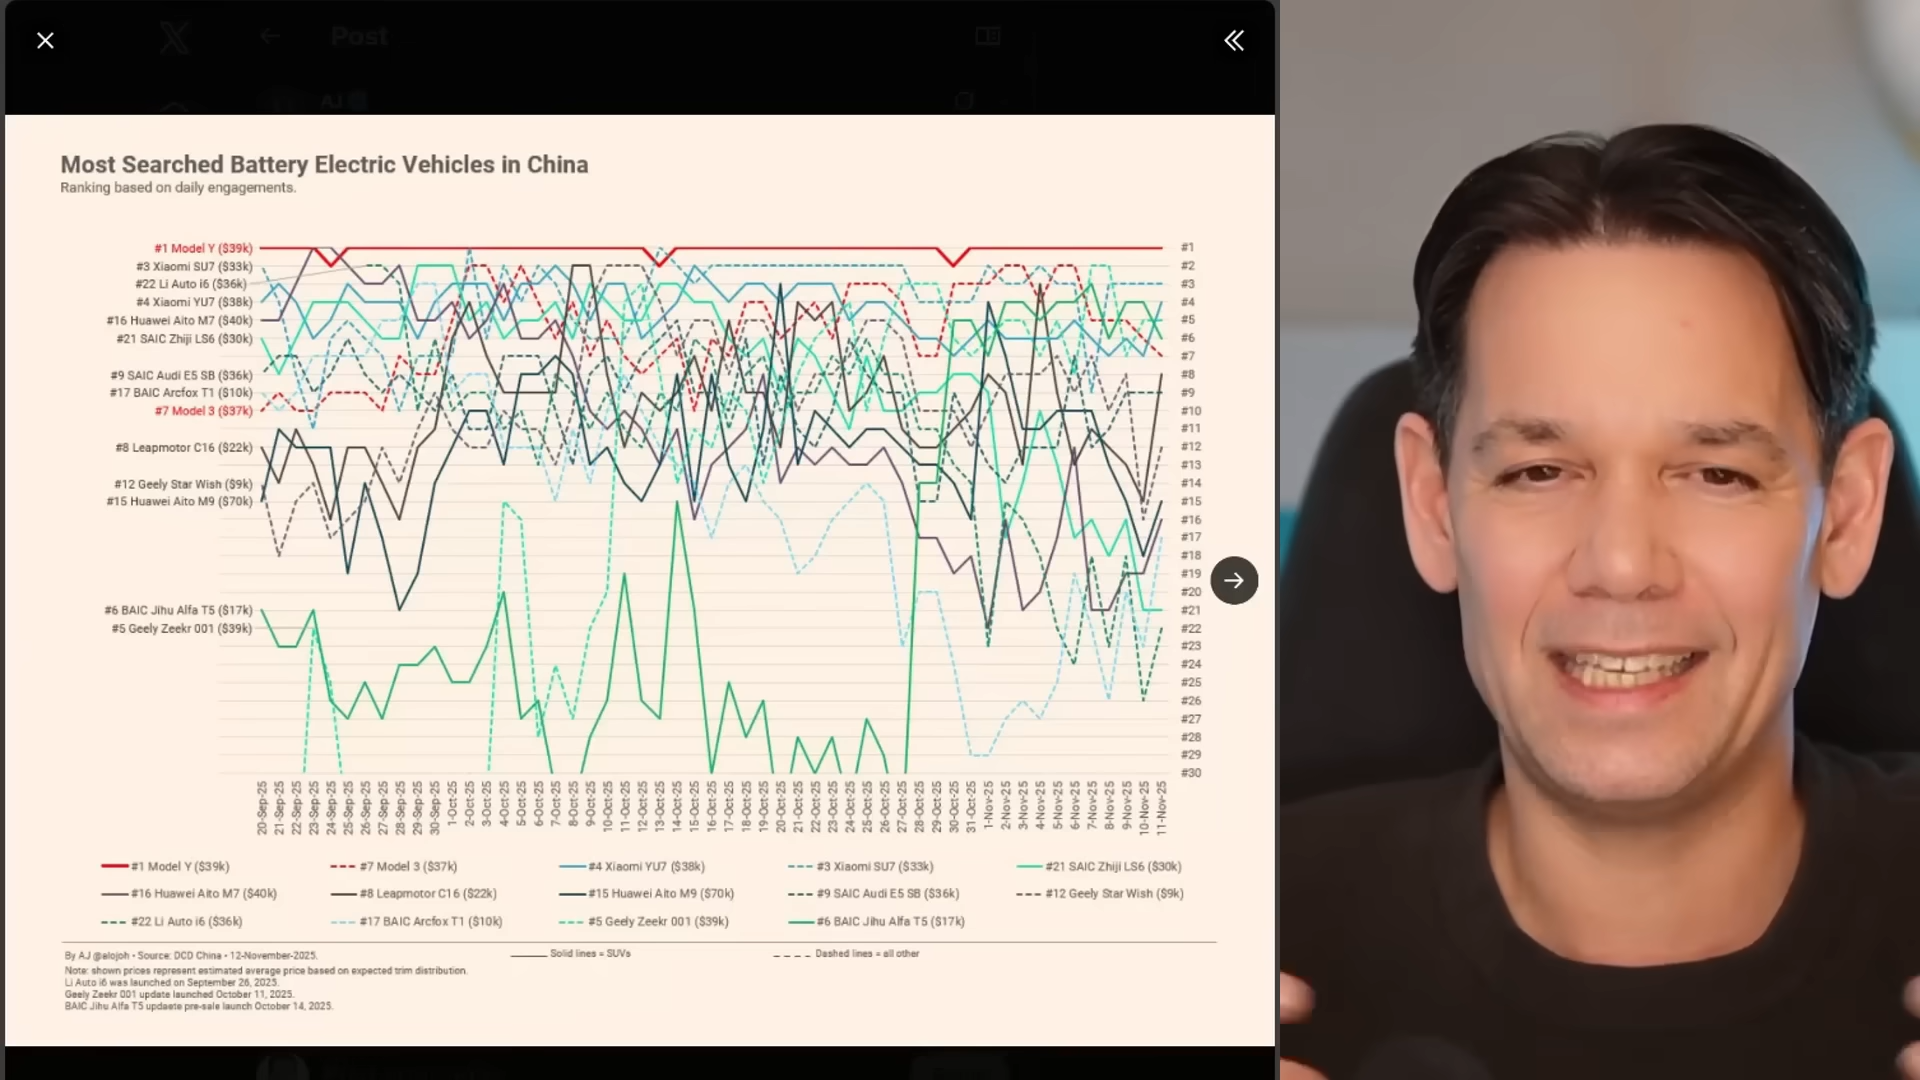 Post
AJ
Most Searched Battery Electric Vehicles in China
Ranking based on daily engagements.
#1 Model Y ($39k)
#3 Xiaomi SU7 ($33k)
#22 Li Auto i6 ($36k)
#4 Xiaomi YU7 ($38k)
#16 Huawei Aito M7 ($40k)
#21 SAIC Zhiji LS6 ($30k)
#9 SAIC Audi E5 SB ($36k)
#17 BAIC Arcfox T1 ($10k)
#7 Model 3 ($37k)
#8 Leapmotor C16 ($22k)
#12 Geely Star Wish ($9k)
#15 Huawei Aito M9 ($70k)
#6 BAIC Jihu Alfa T5 ($17k)
#5 Geely Zeekr 001 ($39k)
#1
#2
#3
#4
#5
#6
#7
#8
#9
#10
#11
#12
#13
#14
#15
#16
#17
#18
#19
#20
#21
#22
#23
#24
#25
#26
#27
#28
#29
#30
20-Sep-25
21-Sep-25
22-Sep-25
23-Sep-25
24-Sep-25
25-Sep-25
26-Sep-25
27-Sep-25
28-Sep-25
29-Sep-25
30-Sep-25
1-Oct-25
2-Oct-25
3-Oct-25
4-Oct-25
5-Oct-25
6-Oct-25
7-Oct-25
8-Oct-25
9-Oct-25
10-Oct-25
11-Oct-25
12-Oct-25
13-Oct-25
14-Oct-25
15-Oct-25
16-Oct-25
17-Oct-25
18-Oct-25
19-Oct-25
20-Oct-25
21-Oct-25
22-Oct-25
23-Oct-25
24-Oct-25
25-Oct-25
26-Oct-25
27-Oct-25
28-Oct-25
29-Oct-25
30-Oct-25
31-Oct-25
1-Nov-25
2-Nov-25
3-Nov-25
4-Nov-25
5-Nov-25
6-Nov-25
7-Nov-25
8-Nov-25
9-Nov-25
10-Nov-25
11-Nov-25
#1 Model Y ($39k)
#7 Model 3 ($37k)
#4 Xiaomi YU7 ($38k)
#3 Xiaomi SU7 ($33k)
#21 SAIC Zhiji LS6 ($30k)
#16 Huawei Aito M7 ($40k)
#8 Leapmotor C16 ($22k)
#15 Huawei Aito M9 ($70k)
#9 SAIC Audi E5 SB ($36k)
#12 Geely Star Wish ($9k)
#22 Li Auto i6 ($36k)
#17 BAIC Arcfox T1 ($10k)
#5 Geely Zeekr 001 ($39k)
#6 BAIC Jihu Alfa T5 ($17k)
By AJ @alojoh • Source: DCD China • 12-November-2025.
Solid lines = SUVs
Dashed lines = all other
Note: shown prices represent estimated average price based on expected trim distribution.
Li Auto i6 was launched on September 26, 2025.
Geely Zeekr 001 update launched October 11, 2025.
BAIC Jihu Alfa T5 updaete pre-sale launch October 14, 2025.